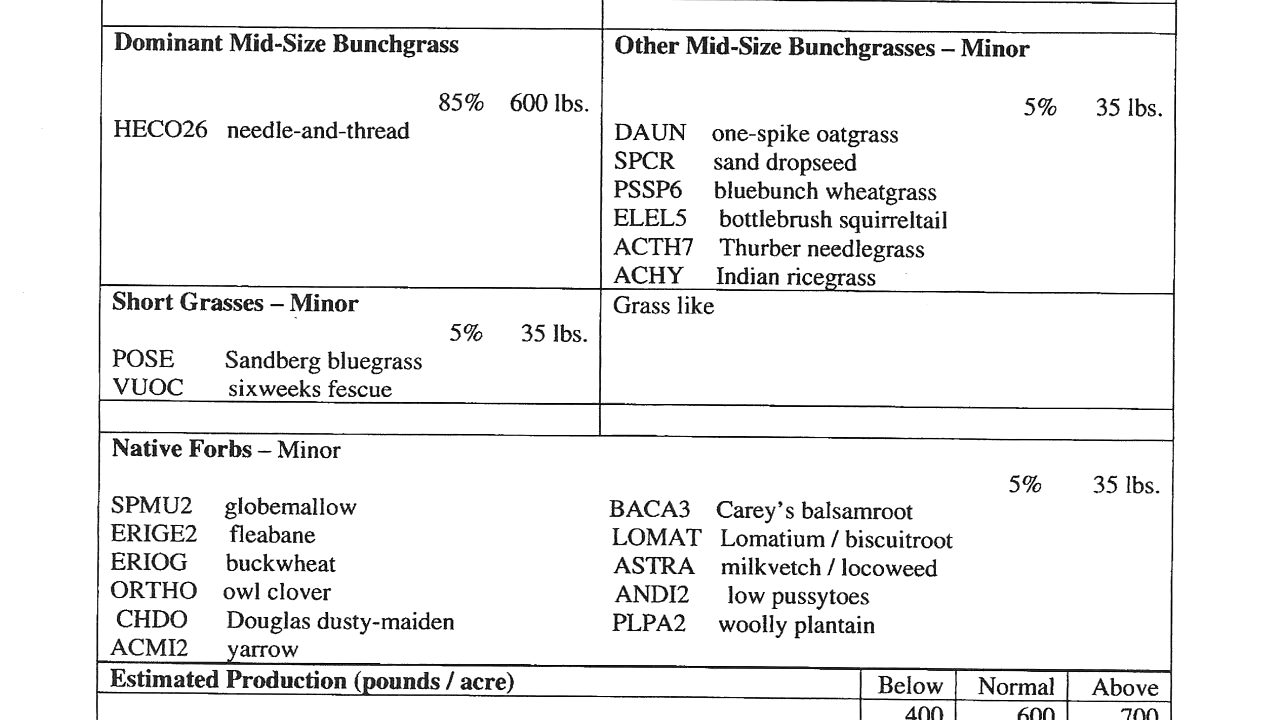 Dominant Mid-Size Bunchgrass
85% 600 lbs.
HECO26 needle-and-thread
Other Mid-Size Bunchgrasses – Minor
5% 35 lbs.
DAUN one-spike oatgrass
SPCR sand dropseed
PSSP6 bluebunch wheatgrass
ELEL5 bottlebrush squirreltail
ACTH7 Thurber needlegrass
ACHY Indian ricegrass
Short Grasses – Minor
5% 35 lbs.
POSE Sandberg bluegrass
VUOC sixweeks fescue
Grass like
Native Forbs – Minor
5% 35 lbs.
SPMU2 globemallow
ERIGE2 fleabane
ERIOG buckwheat
ORTHO owl clover
CHDO Douglas dusty-maiden
ACMI2 yarrow
BACA3 Carey's balsamroot
LOMAT Lomatium / biscuitroot
ASTRA milkvetch / locoweed
ANDI2 low pussytoes
PLPA2 woolly plantain
Estimated Production (pounds / acre)
Below Normal Above
400 600 700